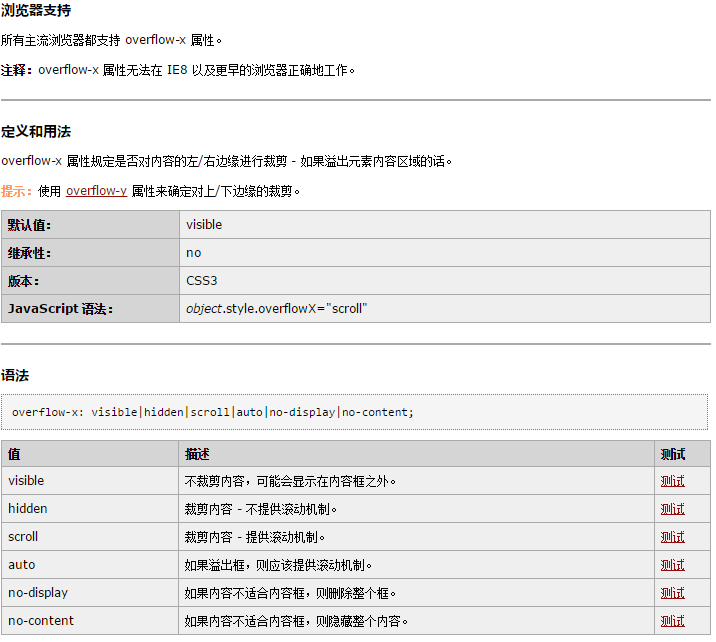 浏览器支持
所有主流浏览器都支持 overflow-x 属性。
注释：overflow-x 属性无法在 IE8 以及更早的浏览器正确地工作。
定义和用法
overflow-x 属性规定是否对内容的左/右边缘进行裁剪 - 如果溢出元素内容区域的话。
提示：使用 overflow-y 属性来确定对上/下边缘的裁剪。
默认值： visible
继承性： no
版本： CSS3
JavaScript 语法： object.style.overflowX="scroll"
语法
overflow-x: visible|hidden|scroll|auto|no-display|no-content;
值 描述 测试
visible 不裁剪内容，可能会显示在内容框之外。 测试
hidden 裁剪内容 - 不提供滚动机制。 测试
scroll 裁剪内容 - 提供滚动机制。 测试
auto 如果溢出框，则应该提供滚动机制。 测试
no-display 如果内容不适合内容框，则删除整个框。 测试
no-content 如果内容不适合内容框，则隐藏整个内容。 测试